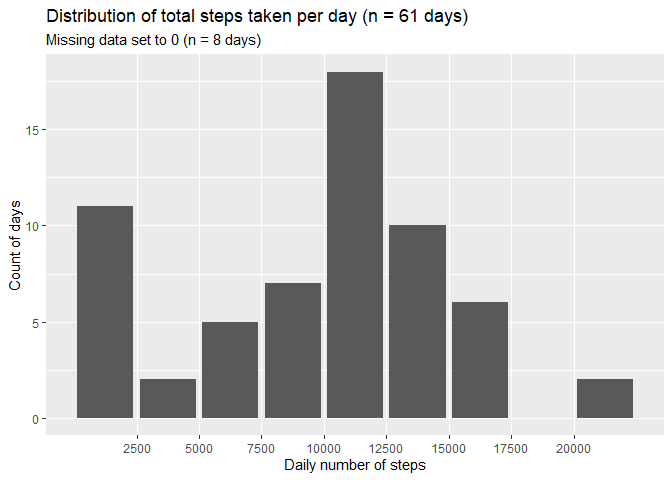 Distribution of total steps taken per day (n = 61 days)
Missing data set to 0 (n = 8 days)
Count of days
15
10
5
0
2500 5000 7500 10000 12500 15000 17500 20000
Daily number of steps